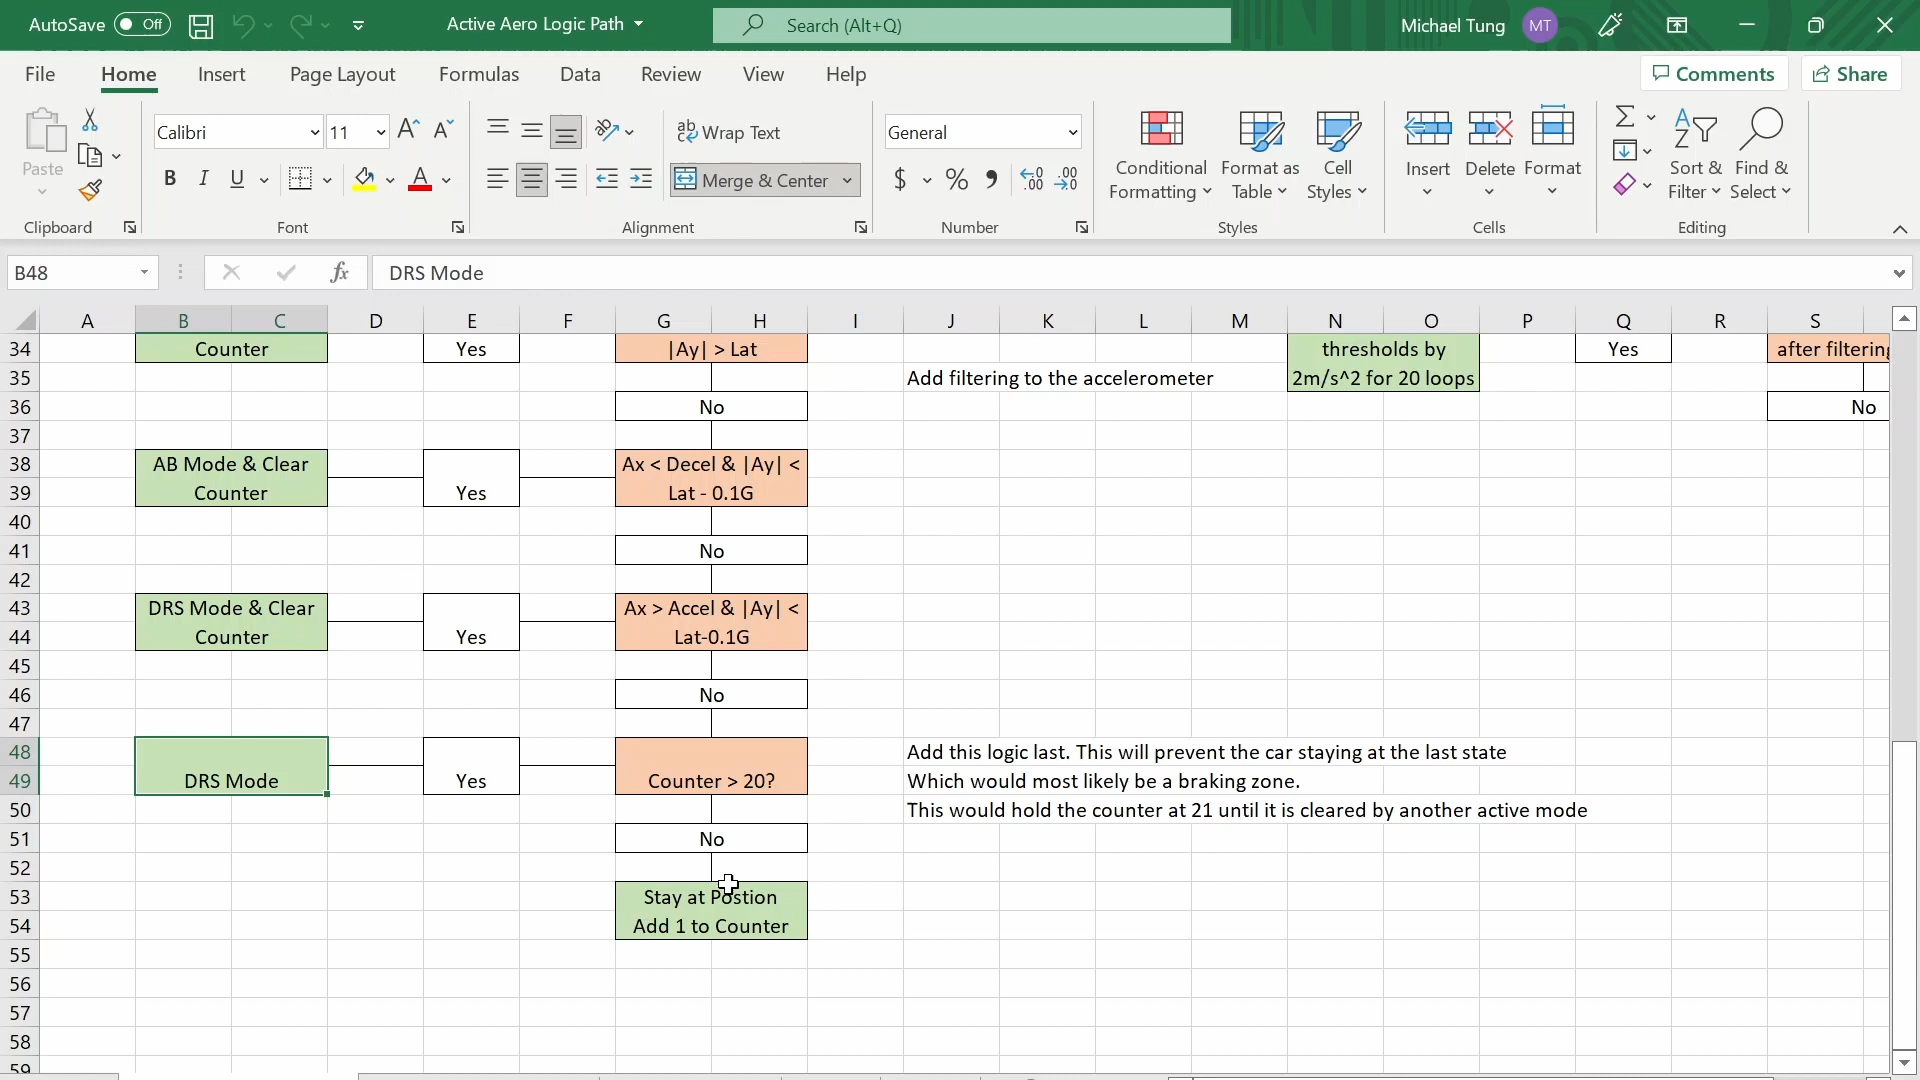 AutoSave Off Active Aero Logic Path Search (Alt+Q) Michael Tung MT
File Home Insert Page Layout Formulas Data Review View Help Comments Share
Paste Calibri 11 Wrap Text General Conditional Formatting Format as Table Cell Styles Insert Delete Format Sort & Filter Find & Select
B I U A Merge & Center $ % .00
Clipboard Font Alignment Number Styles Cells Editing
B48 fx DRS Mode
A B C D E F G H I J K L M N O P Q R S
34 Counter Yes |Ay| > Lat thresholds by Yes after filtering
35 Add filtering to the accelerometer 2m/s^2 for 20 loops
36 No No
37
38 AB Mode & Clear Ax < Decel & |Ay| <
39 Counter Yes Lat - 0.1G
40
41 No
42
43 DRS Mode & Clear Ax > Accel & |Ay| <
44 Counter Yes Lat-0.1G
45
46 No
47
48 Add this logic last. This will prevent the car staying at the last state
49 DRS Mode Yes Counter > 20? Which would most likely be a braking zone.
50 This would hold the counter at 21 until it is cleared by another active mode
51 No
52
53 Stay at Postion
54 Add 1 to Counter
55
56
57
58
59